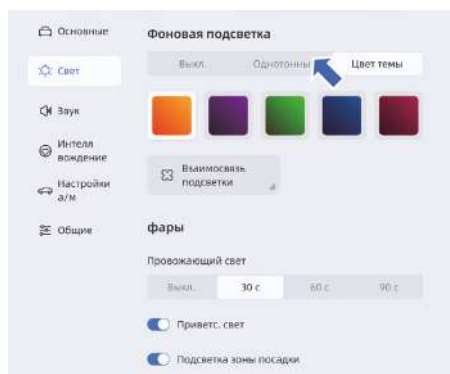 Основные
Свет
Звук
Интелл
вождение
Настройки
а/м
Общие
Фоновая подсветка
Выкл.
Однотонны
Цвет темы
Взаимосвязь
подсветки
фары
Провожающий свет
Выкл.
30 с
60 с
90 с
Приветс. свет
Подсветка зоны посадки